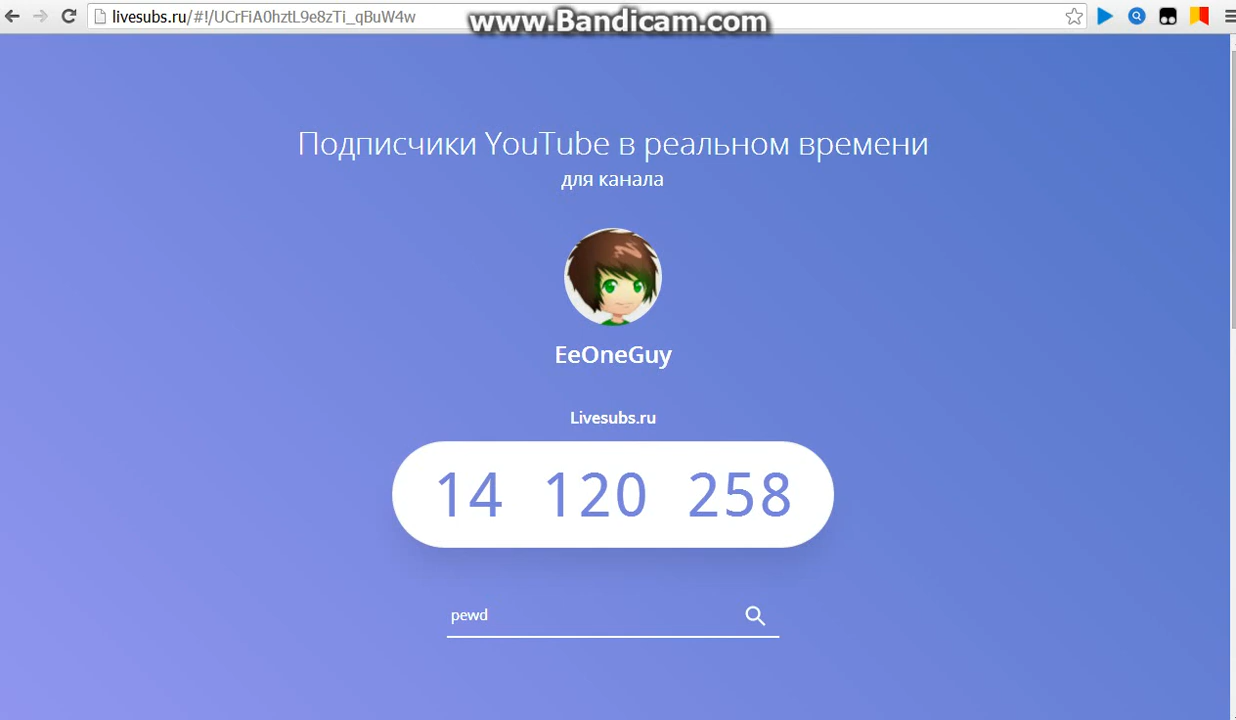 livesubs.ru/#!/UCrFiA0hztL9e8zTi_qBuW4w
www.Bandicam.com
Подписчики YouTube в реальном времени
для канала
EeOneGuy
Livesubs.ru
14 120 258
pewd